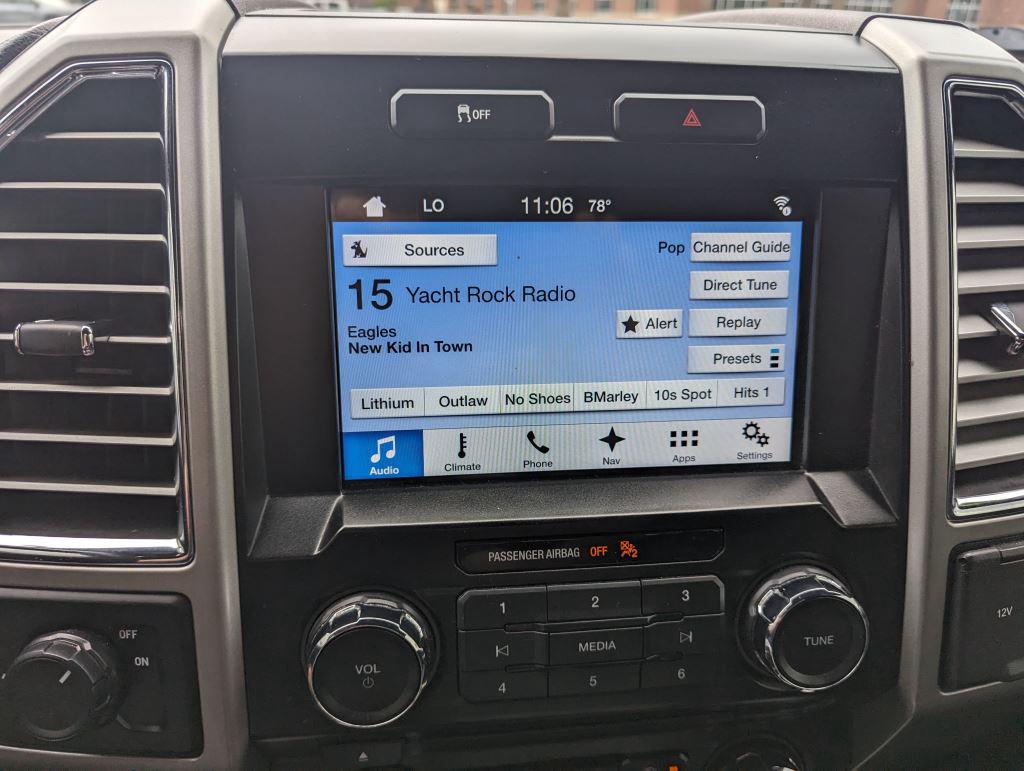 OFF
LO 11:06 78°
Sources
Pop Channel Guide
15 Yacht Rock Radio
Direct Tune
Eagles
Alert Replay
New Kid In Town
Presets
Lithium Outlaw No Shoes BMarley 10s Spot Hits 1
Audio Climate Phone Nav Apps Settings
PASSENGER AIRBAG OFF 2
1 2 3
MEDIA
4 5 6
VOL
TUNE
OFF
ON
12V